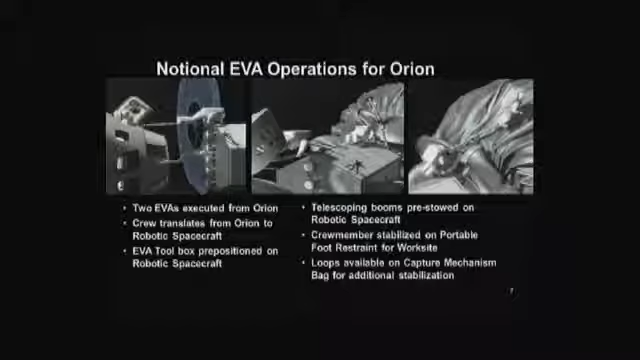 Notional EVA Operations for Orion
• Two EVAs executed from Orion
• Crew translates from Orion to
Robotic Spacecraft
• EVA Tool box prepositioned on
Robotic Spacecraft
• Telescoping booms pre-stowed on
Robotic Spacecraft
• Crewmember stabilized on Portable
Foot Restraint for Worksite
• Loops available on Capture Mechanism
Bag for additional stabilization
7